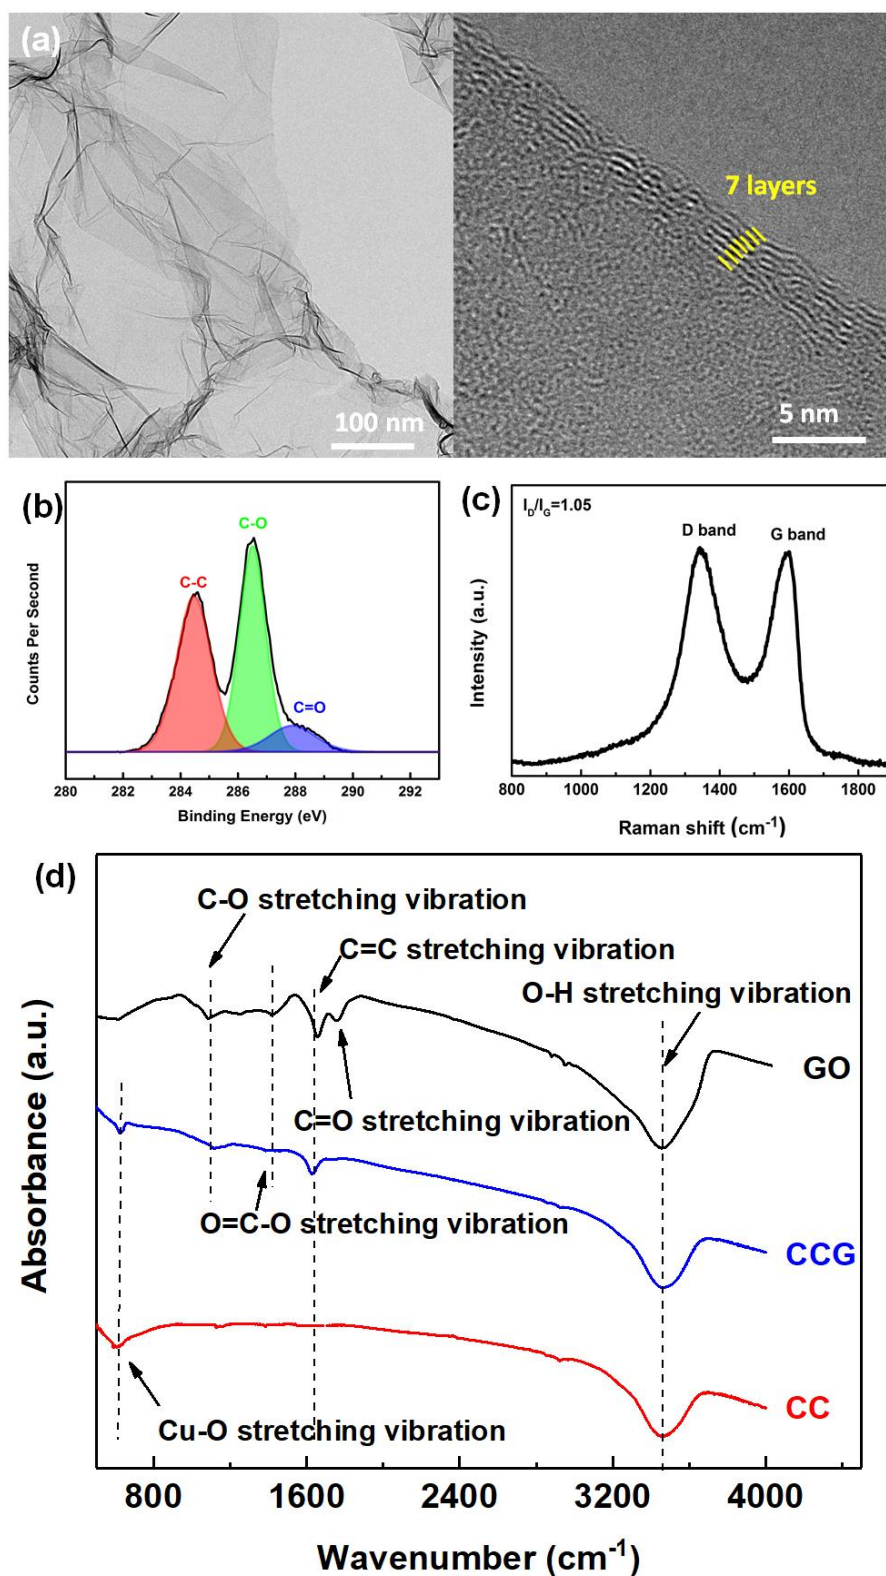 (a)
7 layers
100 nm
5 nm
(b)
C-O
C-C
C=O
Counts Per Second
280 282 284 286 288 290 292
Binding Energy (eV)
(c)
I_D/I_G=1.05
D band
G band
Intensity (a.u.)
800 1000 1200 1400 1600 1800
Raman shift (cm⁻¹)
(d)
C-O stretching vibration
C=C stretching vibration
O-H stretching vibration
GO
C=O stretching vibration
O=C-O stretching vibration
CCG
CC
Cu-O stretching vibration
Absorbance (a.u.)
800 1600 2400 3200 4000
Wavenumber (cm⁻¹)